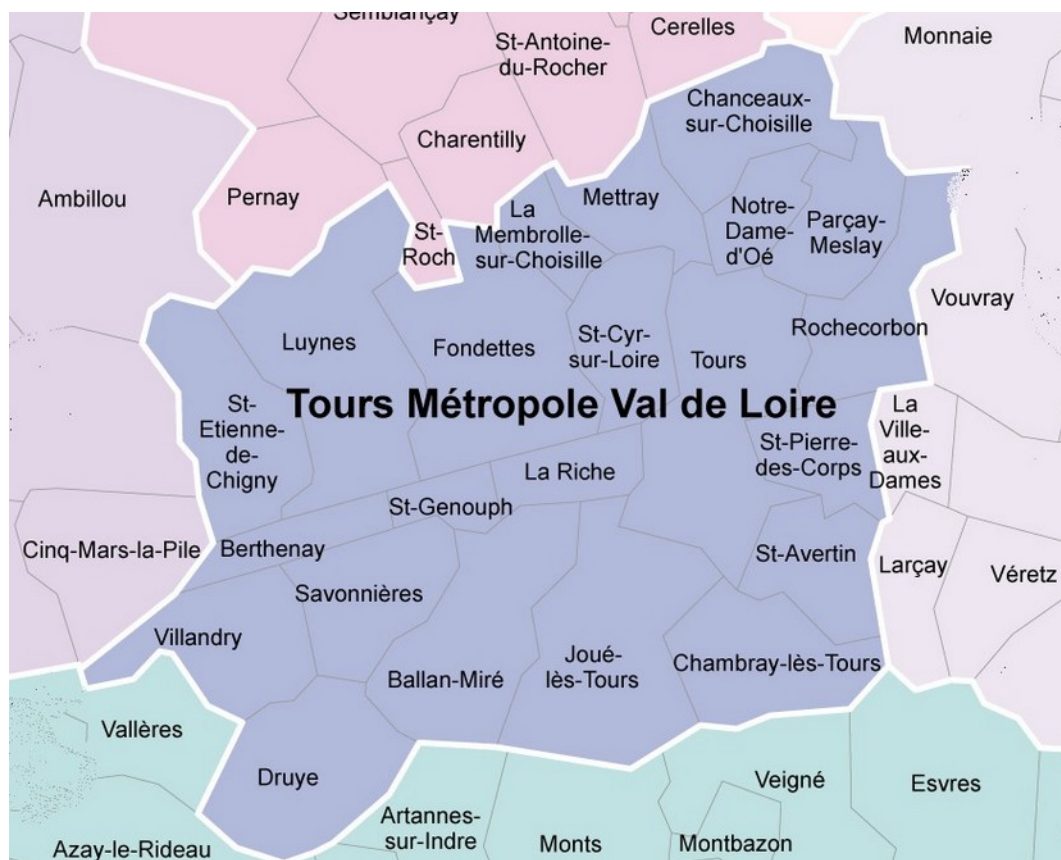 Semblançay
St-Antoine-
du-Rocher
Cerelles
Monnaie
Chanceaux-
sur-Choisille
Charentilly
Ambillou
Pernay
Mettray
La
Membrolle-
sur-Choisille
Notre-
Dame-
d'Oé
Parçay-
Meslay
St-
Roch
Vouvray
Luynes
Fondettes
St-Cyr-
sur-Loire
Tours
Rochecorbon
Tours Métropole Val de Loire
St-
Etienne-
de-
Chigny
La
Ville-
aux-
Dames
St-Pierre-
des-Corps
La Riche
St-Genouph
Cinq-Mars-la-Pile
Berthenay
St-Avertin
Larçay
Véretz
Savonnières
Villandry
Ballan-Miré
Joué-
lès-Tours
Chambray-lès-Tours
Vallères
Druye
Veigné
Esvres
Artannes-
sur-Indre
Monts
Montbazon
Azay-le-Rideau